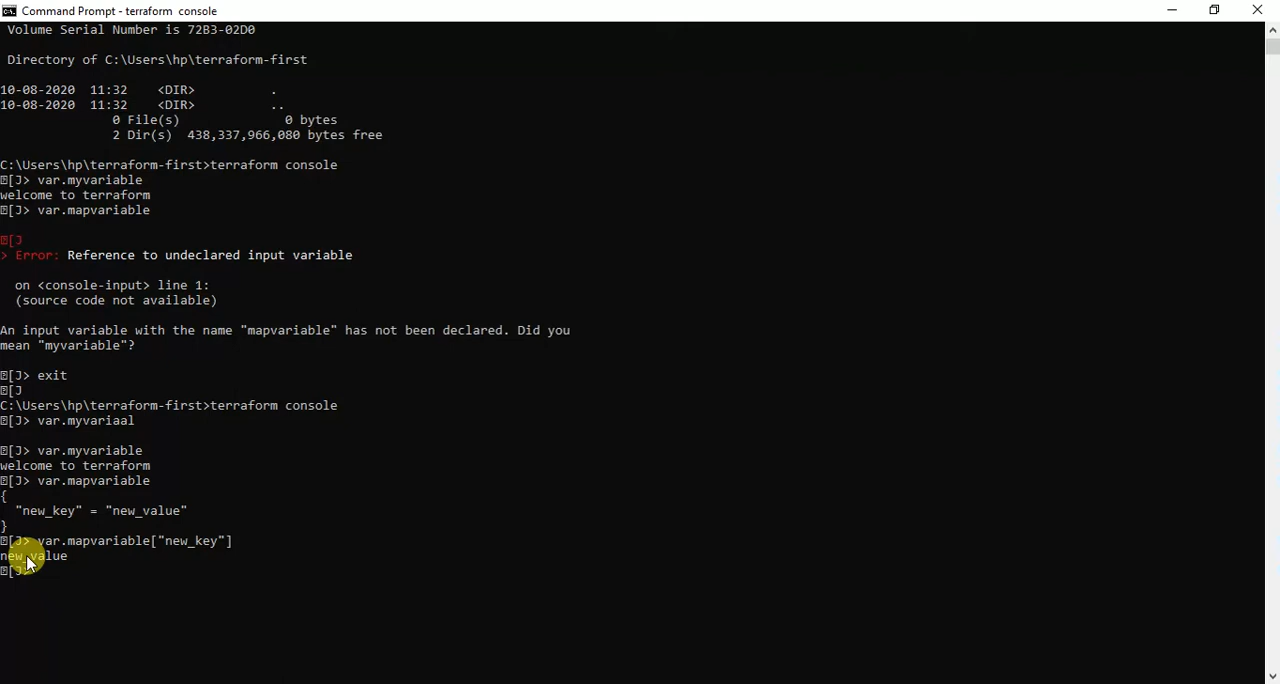 Command Prompt - terraform console
Volume Serial Number is 72B3-02D0
Directory of C:\Users\hp\terraform-first
10-08-2020 11:32 <DIR> .
10-08-2020 11:32 <DIR> ..
0 File(s) 0 bytes
2 Dir(s) 438,337,966,080 bytes free
C:\Users\hp\terraform-first>terraform console
[J> var.myvariable
welcome to terraform
[J> var.mapvariable
[J
> Error: Reference to undeclared input variable
on <console-input> line 1:
(source code not available)
An input variable with the name "mapvariable" has not been declared. Did you
mean "myvariable"?
[J> exit
[J
C:\Users\hp\terraform-first>terraform console
[J> var.myvariaal
[J> var.myvariable
welcome to terraform
[J> var.mapvariable
{
"new_key" = "new_value"
}
[J> var.mapvariable["new_key"]
new_value
[J>